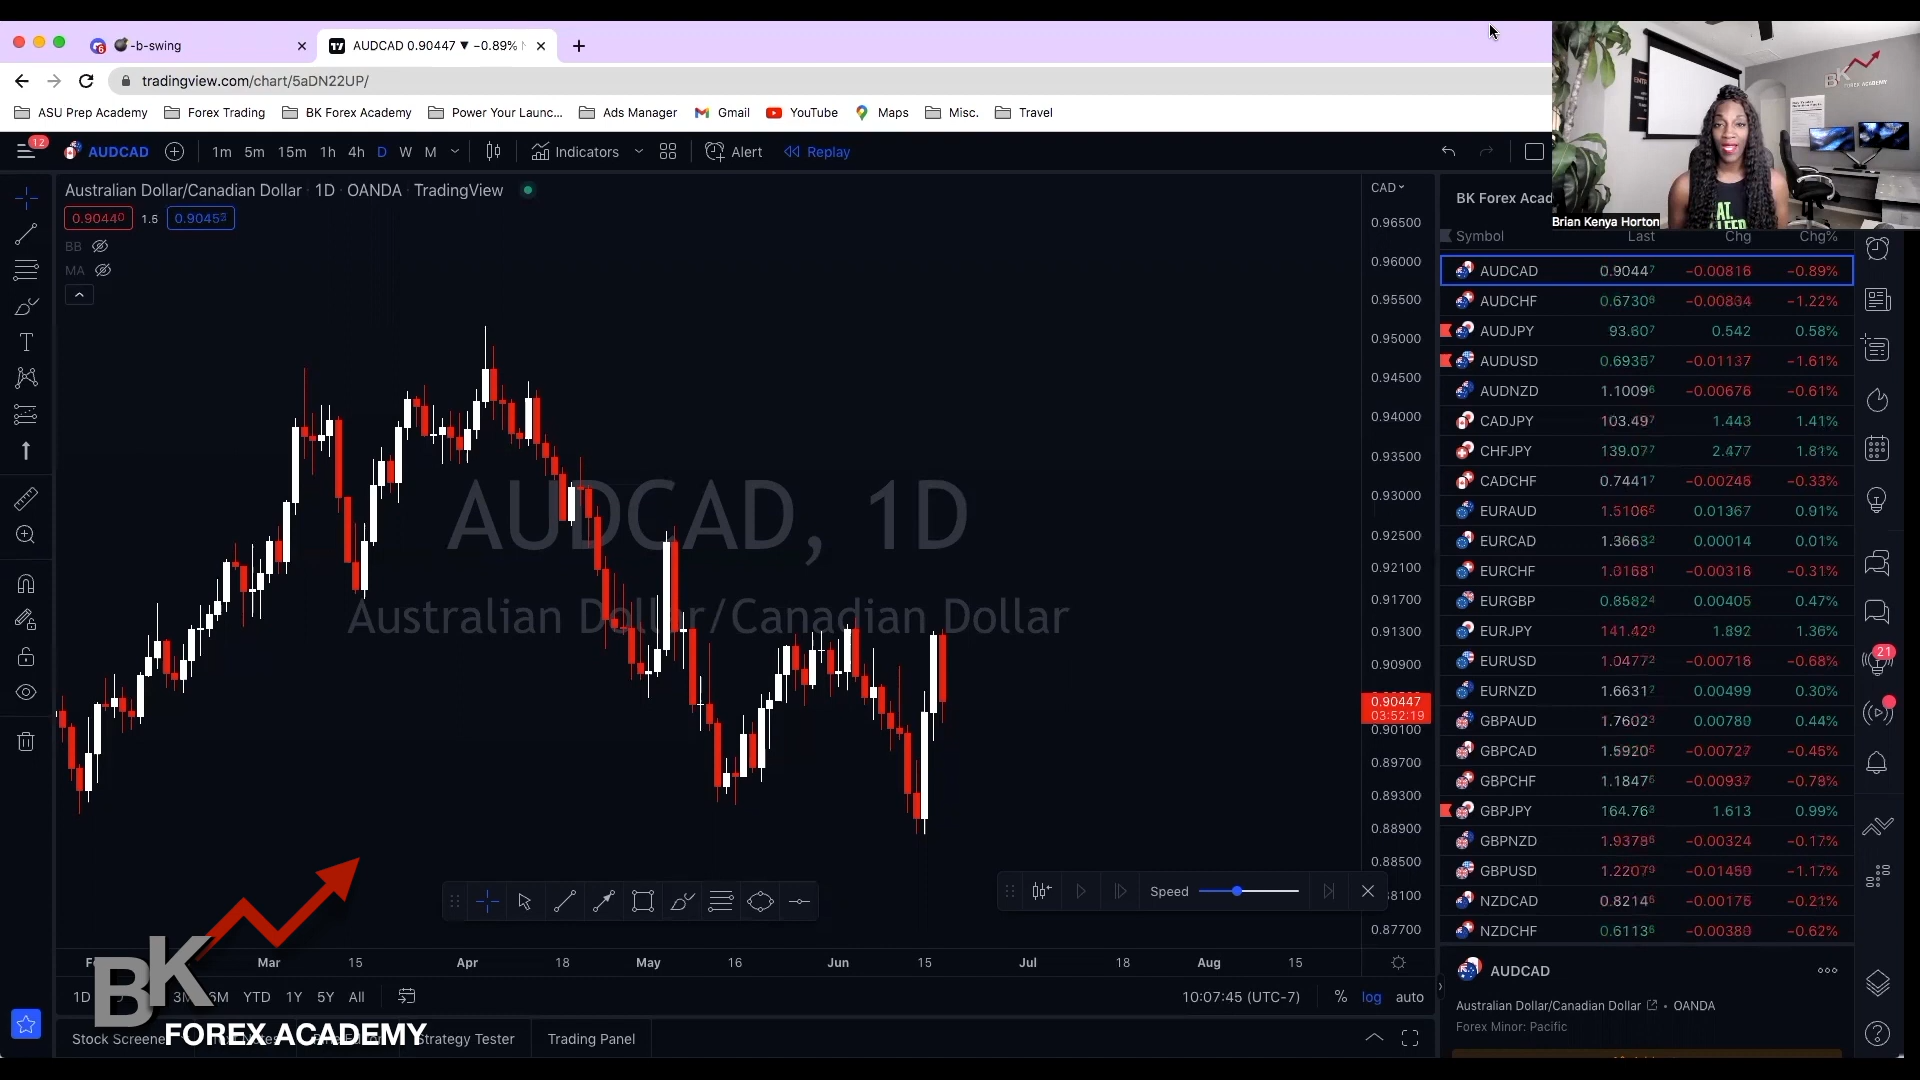 -b-swing
AUDCAD 0.90447 ▼ −0.89%
tradingview.com/chart/5aDN22UP/
ASU Prep Academy Forex Trading BK Forex Academy Power Your Launc... Ads Manager Gmail YouTube Maps Misc. Travel
12
AUDCAD 1m 5m 15m 1h 4h D W M Indicators Alert Replay
Australian Dollar/Canadian Dollar · 1D · OANDA · TradingView
0.90440 1.5 0.90455
BB
MA
CAD
0.96500
0.96000
0.95500
0.95000
0.94500
0.94000
0.93500
0.93000
0.92500
0.92100
0.91700
0.91300
0.90900
0.90447
03:52:19
0.90100
0.89700
0.89300
0.88900
0.88500
0.87700
AUDCAD, 1D
Australian Dollar/Canadian Dollar
Speed
Mar 15 Apr 18 May 16 Jun 15 Jul 18 Aug 15
1D 6M YTD 1Y 5Y All
10:07:45 (UTC-7) % log auto
Stock Screene Strategy Tester Trading Panel
BK
FOREX ACADEMY
ENTR
BK
FOREX ACADEMY
Brian Kenya Horton
BK Forex Acad
Symbol Last Chg Chg%
AUDCAD 0.90447 −0.00816 −0.89%
AUDCHF 0.67308 −0.00834 −1.22%
AUDJPY 93.607 0.542 0.58%
AUDUSD 0.69357 −0.01137 −1.61%
AUDNZD 1.10096 −0.00676 −0.61%
CADJPY 103.497 1.443 1.41%
CHFJPY 139.077 2.477 1.81%
CADCHF 0.74417 −0.00246 −0.33%
EURAUD 1.51065 0.01367 0.91%
EURCAD 1.36632 0.00014 0.01%
EURCHF 1.01681 −0.00316 −0.31%
EURGBP 0.85824 0.00405 0.47%
EURJPY 141.420 1.892 1.36%
EURUSD 1.04772 −0.00718 −0.68%
EURNZD 1.66312 0.00499 0.30%
GBPAUD 1.76023 0.00780 0.44%
GBPCAD 1.59205 −0.00727 −0.45%
GBPCHF 1.18476 −0.00937 −0.78%
GBPJPY 164.763 1.613 0.99%
GBPNZD 1.93786 −0.00324 −0.17%
GBPUSD 1.22079 −0.01450 −1.17%
NZDCAD 0.82146 −0.00175 −0.21%
NZDCHF 0.61136 −0.00380 −0.62%
AUDCAD
Australian Dollar/Canadian Dollar · OANDA
Forex Minor: Pacific
21